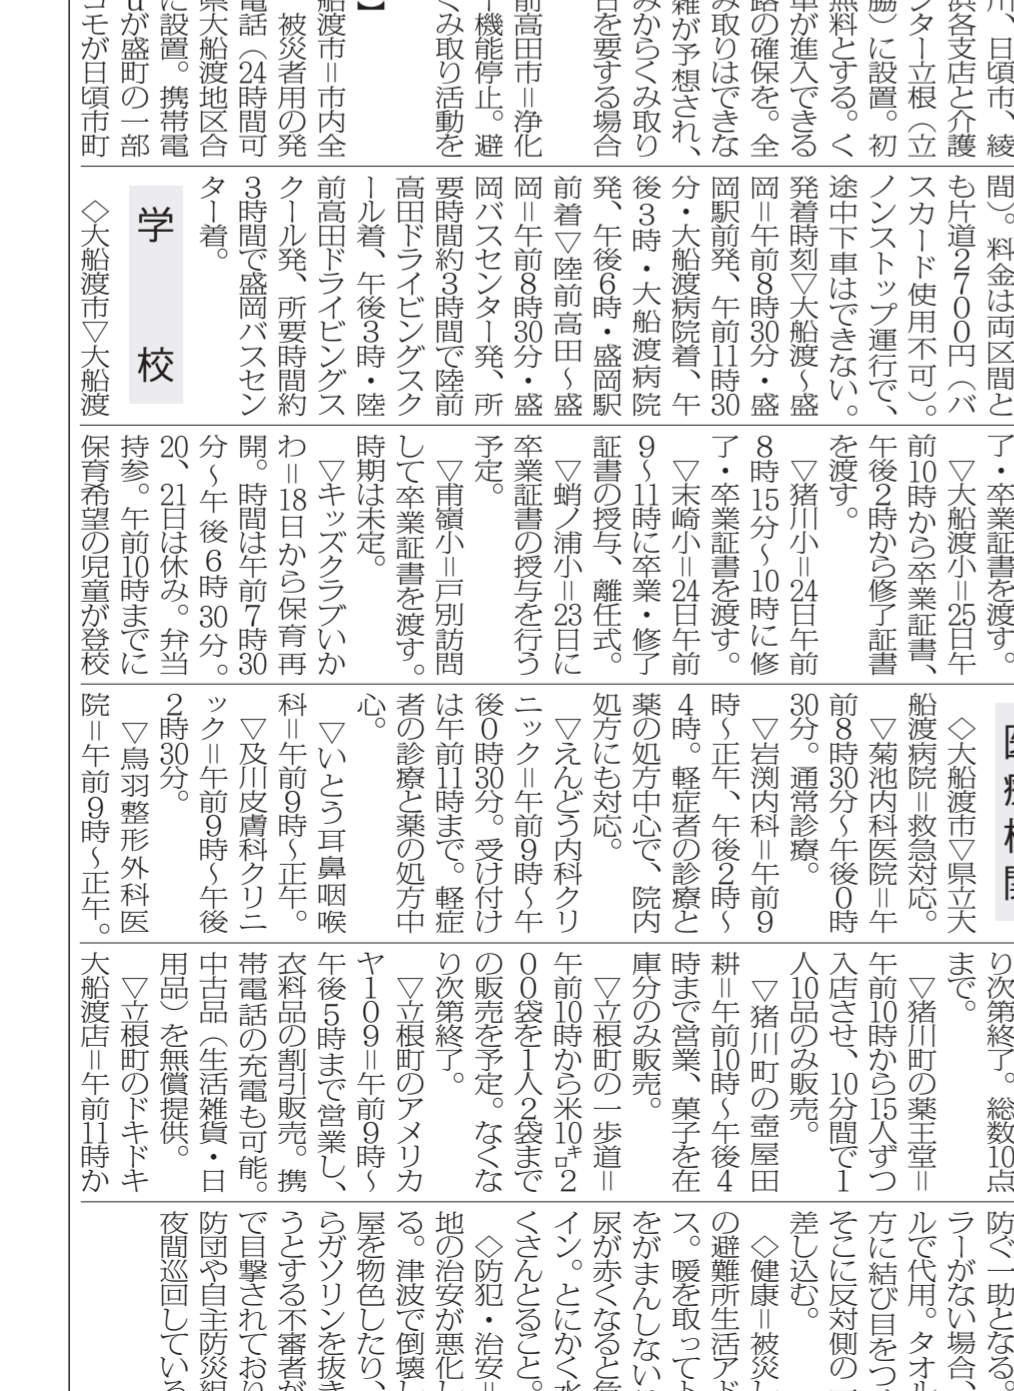 川、日頃市、綾
浜各支店と介護
ンター立根（立
脇）に設置。初
無料とする。く
車が進入できる
路の確保を。全
み取りはできな
雑が予想され、
みからくみ取り
を要する場合
前高田市＝浄化
機能停止。避
くみ取り活動を
】
船渡市＝市内全
被災者用の発
電話（24時間可
県大船渡地区合
に設置。携帯電
uが盛町の一部
コモが日頃市町
間）。料金は両区間と
も片道２７００円（バ
スカード使用不可）。
ノンストップ運行で、
途中下車はできない。
発着時刻▽大船渡～盛
岡＝午前８時30分・盛
岡駅前発、午前11時30
分・大船渡病院着、午
後３時・大船渡病院
発、午後６時・盛岡駅
前着▽陸前高田～盛
岡＝午前８時30分・盛
岡バスセンター発、所
要時間約３時間で陸前
高田ドライビングスク
ール着、午後３時・陸
前高田ドライビングス
クール発、所要時間約
３時間で盛岡バスセン
ター着。
学校
◇大船渡市▽大船渡
了・卒業証書を渡す。
▽大船渡小＝25日午
前10時から卒業証書、
午後２時から修了証書
を渡す。
▽猪川小＝24日午前
８時15分～10時に修
了・卒業証書を渡す。
▽末崎小＝24日午前
９～11時に卒業・修了
証書の授与、離任式。
▽蛸ノ浦小＝23日に
卒業証書の授与を行う
予定。
▽甫嶺小＝戸別訪問
して卒業証書を渡す。
時期は未定。
▽キッズクラブいか
わ＝18日から保育再
開。時間は午前７時30
分～午後６時30分。
20、21日は休み。弁当
持参。午前10時までに
保育希望の児童が登校
医療機関
◇大船渡市▽県立大
船渡病院＝救急対応。
▽菊池内科医院＝午
前８時30分～午後０時
30分。通常診療。
▽岩渕内科＝午前９
時～正午、午後２時～
４時。軽症者の診療と
薬の処方中心で、院内
処方にも対応。
▽えんどう内科クリ
ニック＝午前９時～午
後０時30分。受け付け
は午前11時まで。軽症
者の診療と薬の処方中
心。
▽いとう耳鼻咽喉
科＝午前９時～正午。
▽及川皮膚科クリニ
ック＝午前９時～午後
２時30分。
▽鳥羽整形外科医
院＝午前９時～正午。
り次第終了。総数10点
まで。
▽猪川町の薬王堂＝
午前10時から15人ずつ
入店させ、10分間で１
人10品のみ販売。
▽猪川町の壺屋田
耕＝午前10時～午後４
時まで営業、菓子を在
庫分のみ販売。
▽立根町の一歩道＝
午前10時から米10㌔２
００袋を１人２袋まで
の販売を予定。なくな
り次第終了。
▽立根町のアメリカ
ヤ１０９＝午前９時～
午後５時まで営業し、
衣料品の割引販売。携
帯電話の充電も可能。
中古品（生活雑貨・日
用品）を無償提供。
▽立根町のドキドキ
大船渡店＝午前11時か
防ぐ一助となる。
ラーがない場合、
ルで代用。タオル
方に結び目をつ
そこに反対側の
差し込む。
◇健康＝被災し
の避難所生活アド
ス。暖を取って
をがまんしない
尿が赤くなると危
イン。とにかく水
くさんとること。
◇防犯・治安＝
地の治安が悪化し
る。津波で倒壊し
屋を物色したり、
らガソリンを抜き
うとする不審者が
で目撃されており
防団や自主防災組
夜間巡回している